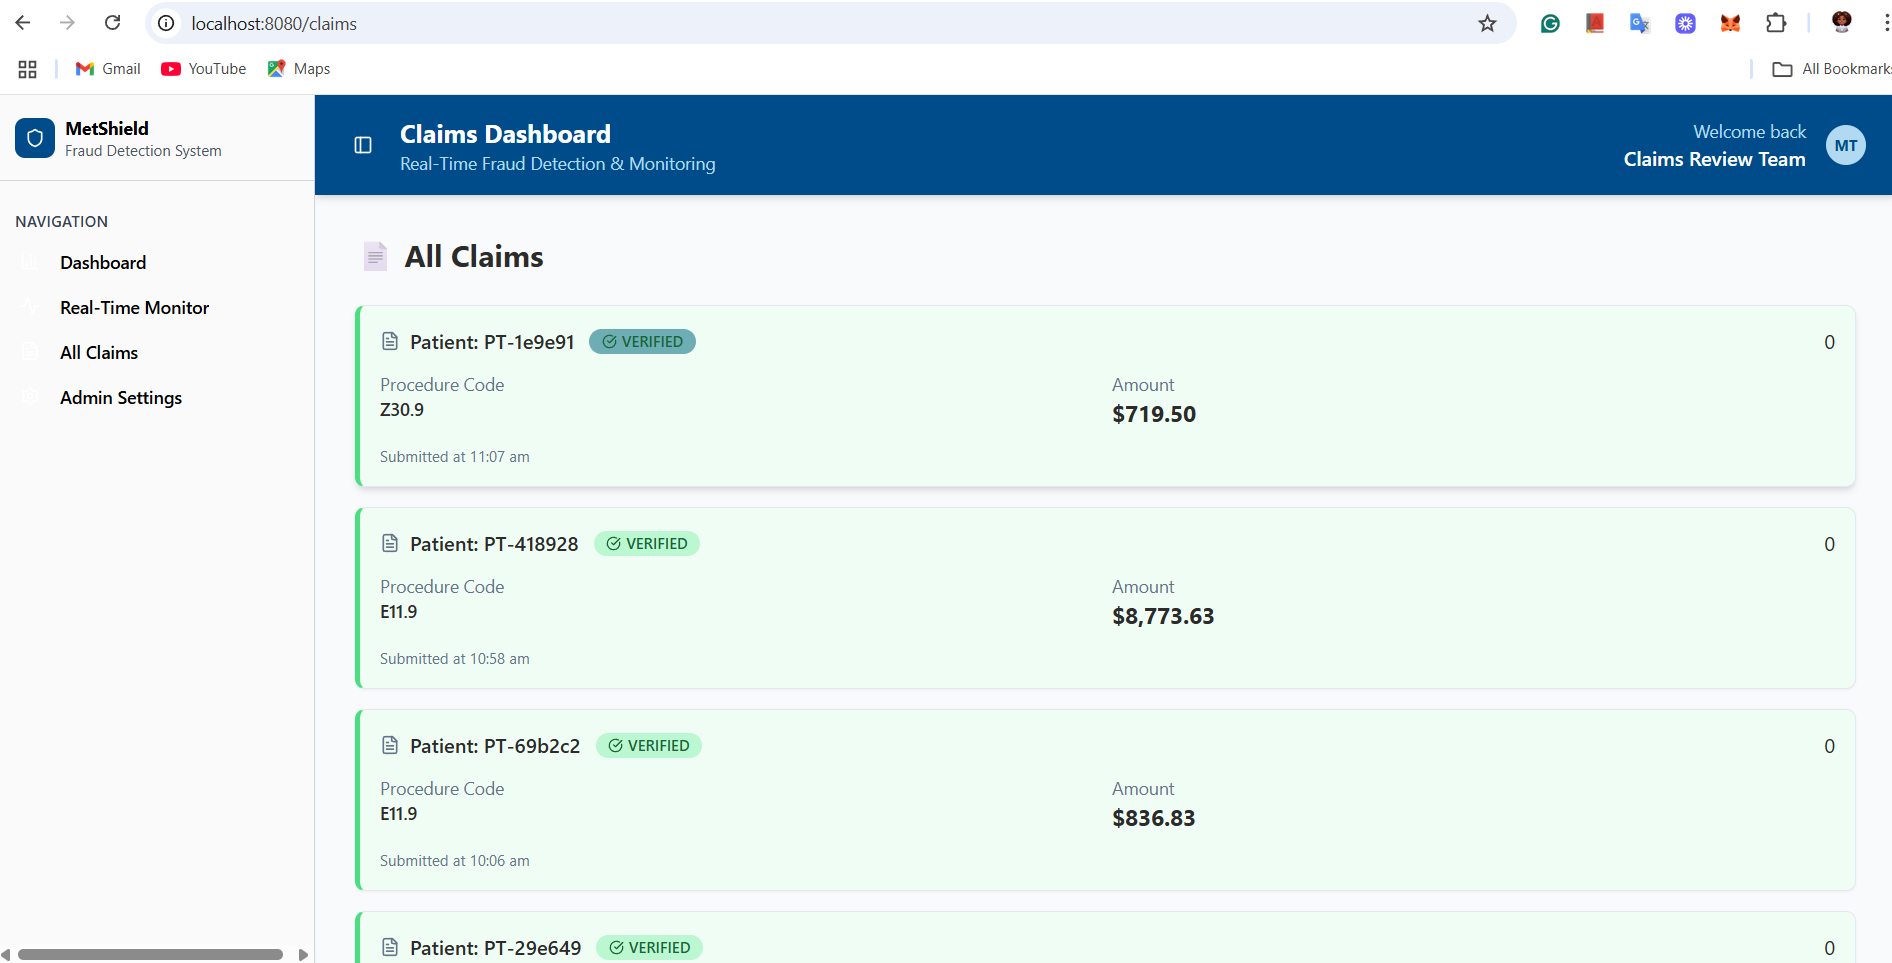 localhost:8080/claims
Gmail YouTube Maps All Bookmarks
MetShield
Fraud Detection System
NAVIGATION
Dashboard
Real-Time Monitor
All Claims
Admin Settings
Claims Dashboard
Real-Time Fraud Detection & Monitoring
Welcome back
Claims Review Team
MT
All Claims
Patient: PT-1e9e91 VERIFIED 0
Procedure Code Amount
Z30.9 $719.50
Submitted at 11:07 am
Patient: PT-418928 VERIFIED 0
Procedure Code Amount
E11.9 $8,773.63
Submitted at 10:58 am
Patient: PT-69b2c2 VERIFIED 0
Procedure Code Amount
E11.9 $836.83
Submitted at 10:06 am
Patient: PT-29e649 VERIFIED 0